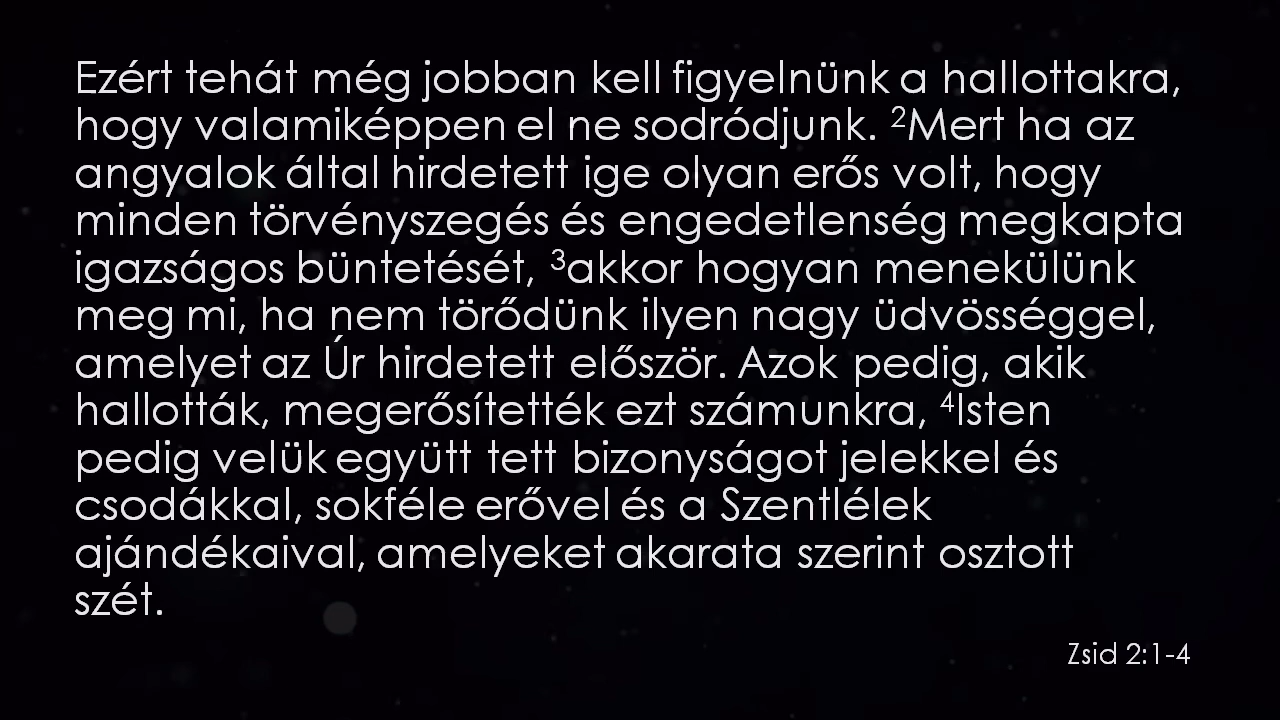 Ezért tehát még jobban kell figyelnünk a hallottakra,
hogy valamiképpen el ne sodródjunk. ²Mert ha az
angyalok által hirdetett ige olyan erős volt, hogy
minden törvényszegés és engedetlenség megkapta
igazságos büntetését, ³akkor hogyan menekülünk
meg mi, ha nem törődünk ilyen nagy üdvösséggel,
amelyet az Úr hirdetett először. Azok pedig, akik
hallották, megerősítették ezt számunkra, ⁴Isten
pedig velük együtt tett bizonyságot jelekkel és
csodákkal, sokféle erővel és a Szentlélek
ajándékaival, amelyeket akarata szerint osztott
szét.
Zsid 2:1-4